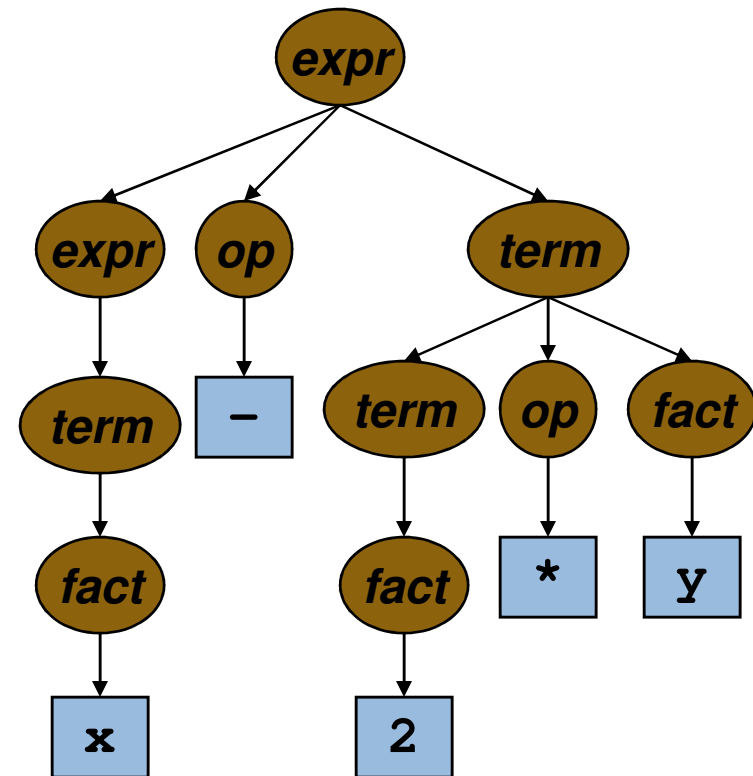 expr
expr op term
term - term op fact
fact fact * y
x 2